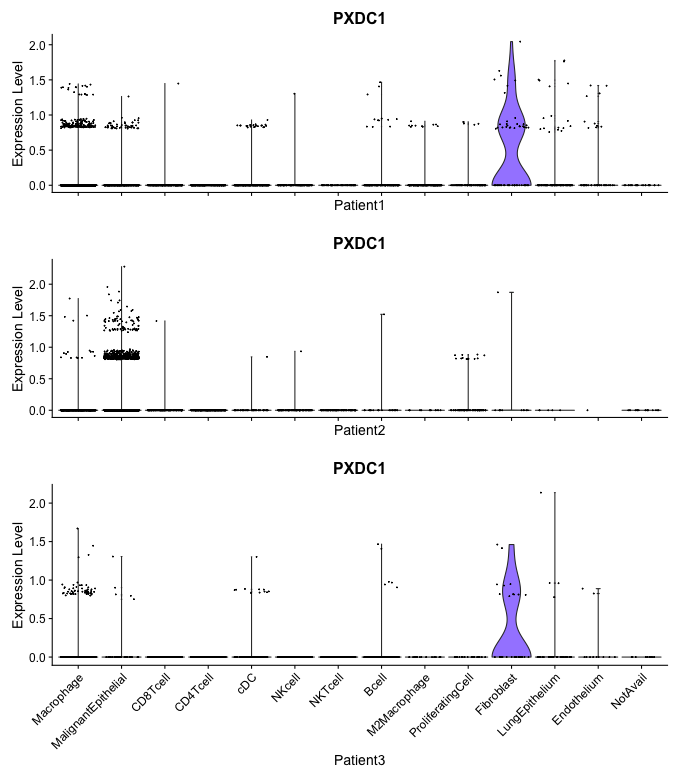 PXDC1
Expression Level
2.0
1.5
1.0
0.5
0.0
Patient1
PXDC1
Expression Level
2.0
1.5
1.0
0.5
0.0
Patient2
PXDC1
Expression Level
2.0
1.5
1.0
0.5
0.0
Macrophage
MalignantEpithelial
CD8Tcell
CD4Tcell
cDC
NKcell
NKTcell
Bcell
M2Macrophage
ProliferatingCell
Fibroblast
LungEpithelium
Endothelium
NotAvail
Patient3